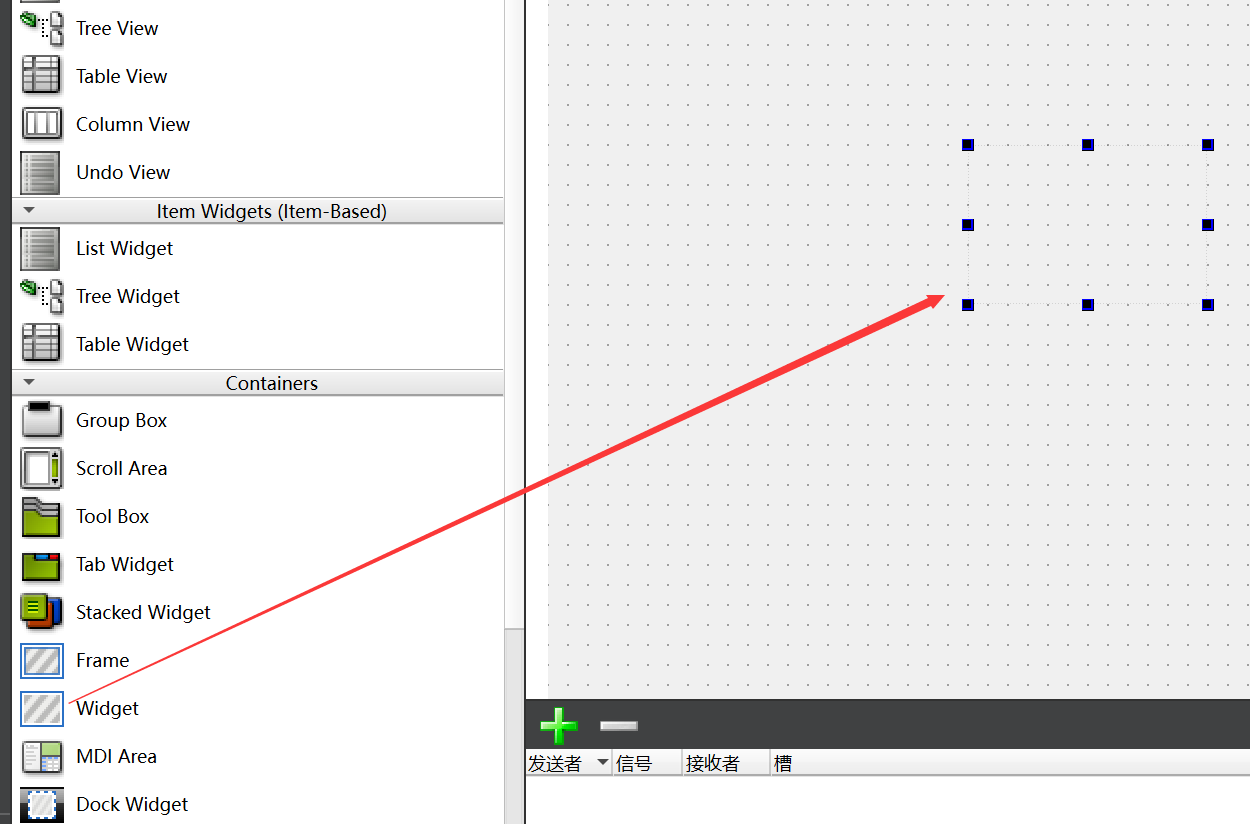 Tree View
Table View
Column View
Undo View
Item Widgets (Item-Based)
List Widget
Tree Widget
Table Widget
Containers
Group Box
Scroll Area
Tool Box
Tab Widget
Stacked Widget
Frame
Widget
MDI Area
Dock Widget
发送者 信号 接收者 槽